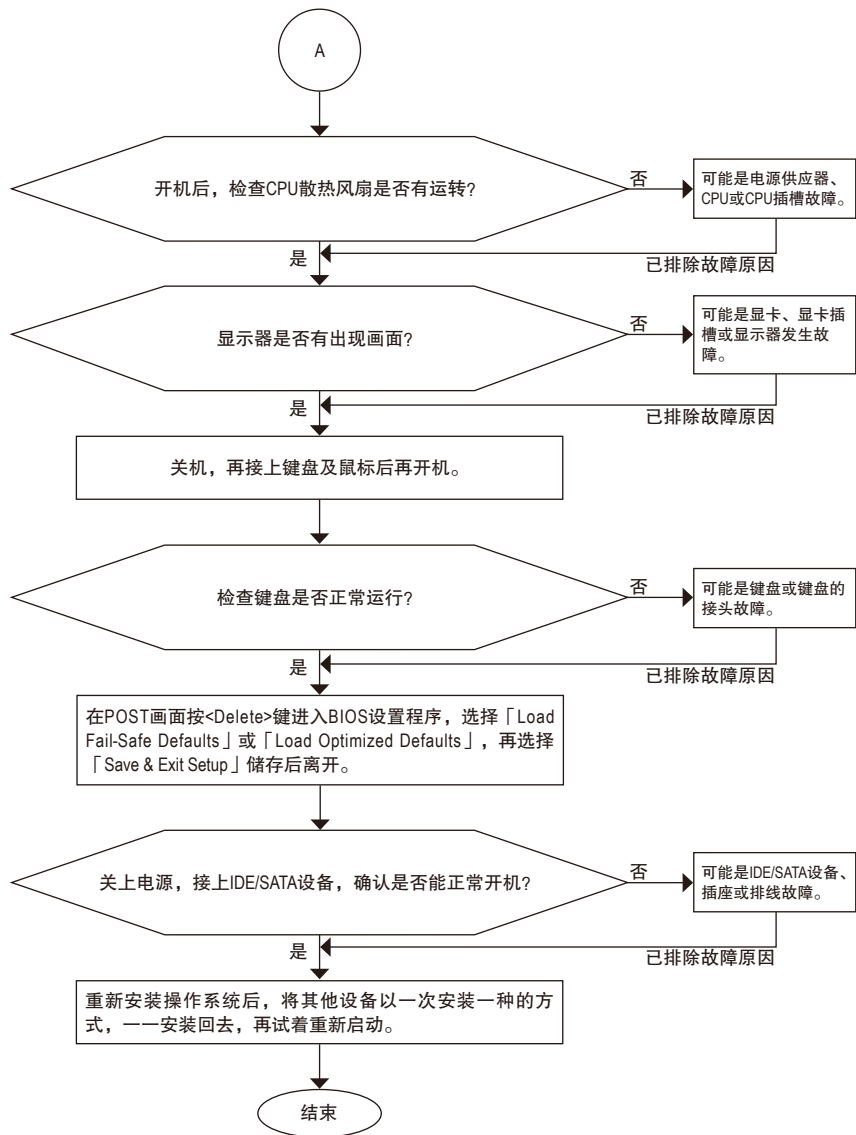 A
开机后，检查CPU散热风扇是否有运转？
否
可能是电源供应器、
CPU或CPU插槽故障。
是
已排除故障原因
显示器是否有出现画面？
否
可能是显卡、显卡插
槽或显示器发生故
障。
是
已排除故障原因
关机，再接上键盘及鼠标后再开机。
检查键盘是否正常运行？
否
可能是键盘或键盘的
接头故障。
是
已排除故障原因
在POST画面按<Delete>键进入BIOS设置程序，选择「Load
Fail-Safe Defaults」或「Load Optimized Defaults」，再选择
「Save & Exit Setup」储存后离开。
关上电源，接上IDE/SATA设备，确认是否能正常开机？
否
可能是IDE/SATA设备、
插座或排线故障。
是
已排除故障原因
重新安装操作系统后，将其他设备以一次安装一种的方
式，一一安装回去，再试着重新启动。
结束